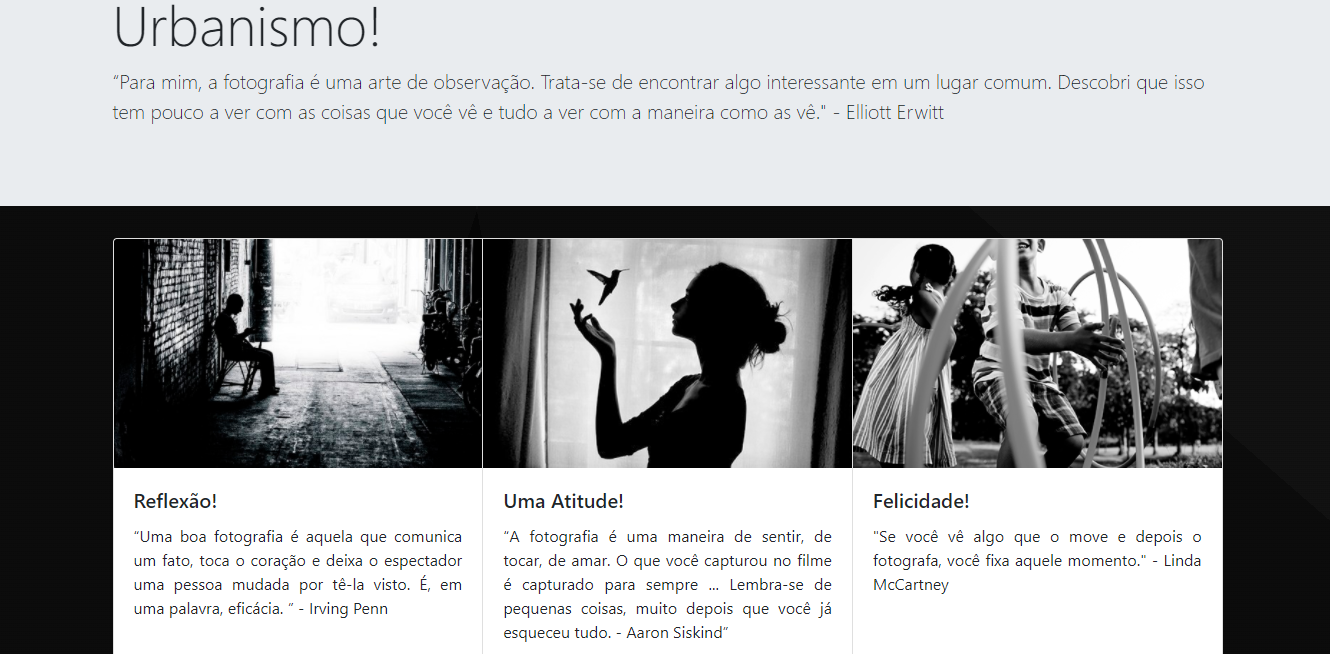 Urbanismo!
“Para mim, a fotografia é uma arte de observação. Trata-se de encontrar algo interessante em um lugar comum. Descobri que isso
tem pouco a ver com as coisas que você vê e tudo a ver com a maneira como as vê." - Elliott Erwitt
Reflexão!
“Uma boa fotografia é aquela que comunica
um fato, toca o coração e deixa o espectador
uma pessoa mudada por tê-la visto. É, em
uma palavra, eficácia. ” - Irving Penn
Uma Atitude!
“A fotografia é uma maneira de sentir, de
tocar, de amar. O que você capturou no filme
é capturado para sempre ... Lembra-se de
pequenas coisas, muito depois que você já
esqueceu tudo. - Aaron Siskind”
Felicidade!
"Se você vê algo que o move e depois o
fotografa, você fixa aquele momento." - Linda
McCartney